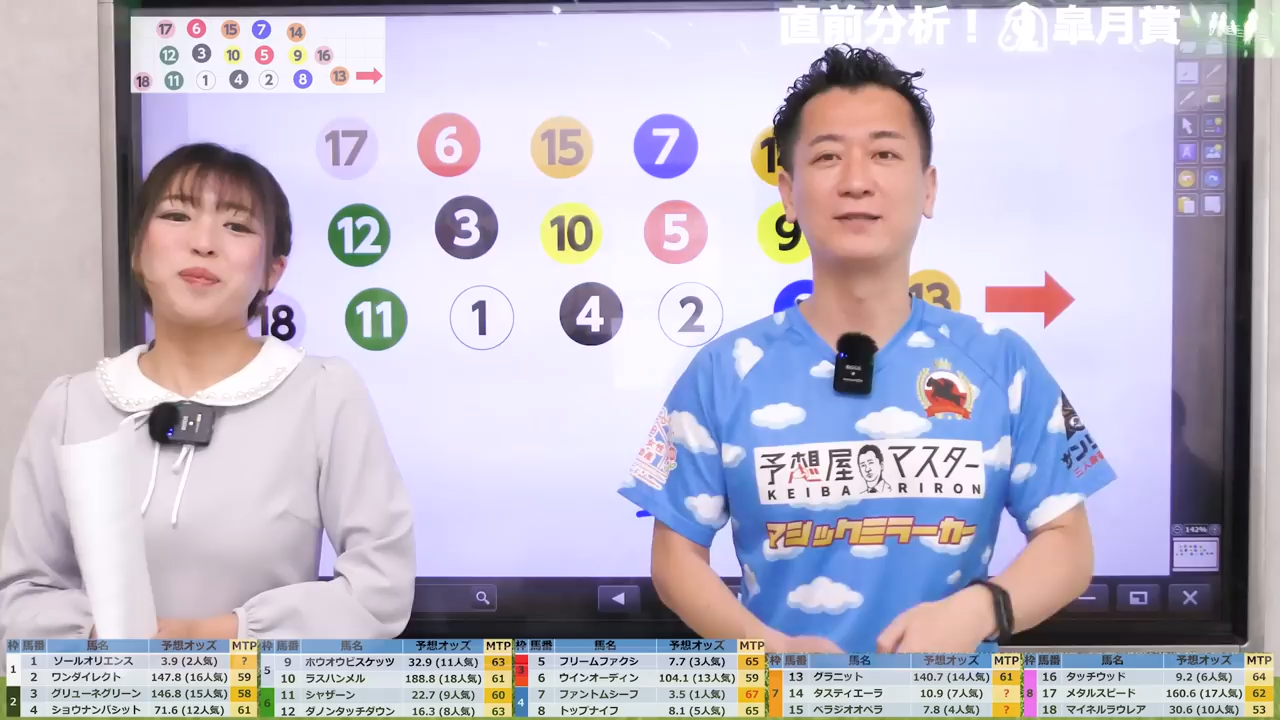 直前分析! 皐月賞
17 6 15 7 14
12 3 10 5 9 16
18 11 1 4 2 8 13
17 6 15 7
12 3 10 5 9
18 11 1 4 2 13
予想屋マスター
KEIBA RIRON
マジックミラーカー
142%
枠 馬番 馬名 予想オッズ MTP
1 1 ソールオリエンス 3.9 (2人気) ?
2 ワンダイレクト 147.8 (16人気) 59
2 3 グリューネグリーン 146.8 (15人気) 58
4 ショウナンバシット 71.6 (12人気) 61
枠 馬番 馬名 予想オッズ MTP
5 9 ホウオウビスケッツ 32.9 (11人気) 63
10 ラスハンメル 188.8 (18人気) 61
6 11 シャザーン 22.7 (9人気) 60
12 ダノンタッチダウン 16.3 (8人気) 63
枠 馬番 馬名 予想オッズ MTP
3 5 フリームファクシ 7.7 (3人気) 65
6 ウインオーディン 104.1 (13人気) 59
4 7 ファントムシーフ 3.5 (1人気) 67
8 トップナイフ 8.1 (5人気) 65
枠 馬番 馬名 予想オッズ MTP
7 13 グラニット 140.7 (14人気) 61
14 タスティエーラ 10.9 (7人気) ?
15 ベラジオオペラ 7.8 (4人気) ?
枠 馬番 馬名 予想オッズ MTP
8 16 タッチウッド 9.2 (6人気) 64
17 メタルスピード 160.6 (17人気) 62
18 マイネルラウレア 30.6 (10人気) 53